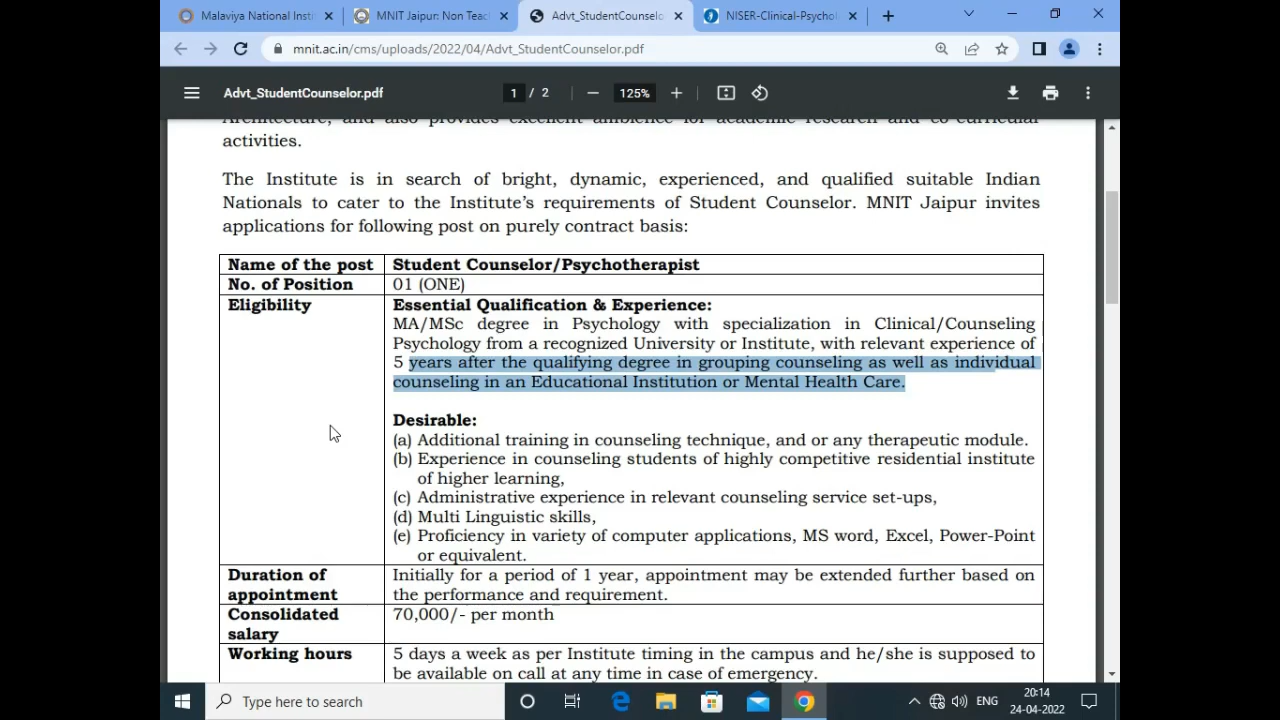 Malaviya National Insti
MNIT Jaipur: Non Teac
Advt_StudentCounselo
NISER-Clinical-Psychol
mnit.ac.in/cms/uploads/2022/04/Advt_StudentCounselor.pdf
Advt_StudentCounselor.pdf
1 / 2
125%
Architecture, and also provides excellent ambience for academic research and co-curricular
activities.
The Institute is in search of bright, dynamic, experienced, and qualified suitable Indian
Nationals to cater to the Institute's requirements of Student Counselor. MNIT Jaipur invites
applications for following post on purely contract basis:
Name of the post Student Counselor/Psychotherapist
No. of Position 01 (ONE)
Eligibility Essential Qualification & Experience:
MA/MSc degree in Psychology with specialization in Clinical/Counseling
Psychology from a recognized University or Institute, with relevant experience of
5 years after the qualifying degree in grouping counseling as well as individual
counseling in an Educational Institution or Mental Health Care.
Desirable:
(a) Additional training in counseling technique, and or any therapeutic module.
(b) Experience in counseling students of highly competitive residential institute
of higher learning,
(c) Administrative experience in relevant counseling service set-ups,
(d) Multi Linguistic skills,
(e) Proficiency in variety of computer applications, MS word, Excel, Power-Point
or equivalent.
Duration of Initially for a period of 1 year, appointment may be extended further based on
appointment the performance and requirement.
Consolidated 70,000/- per month
salary
Working hours 5 days a week as per Institute timing in the campus and he/she is supposed to
be available on call at any time in case of emergency.
Type here to search
ENG
20:14
24-04-2022